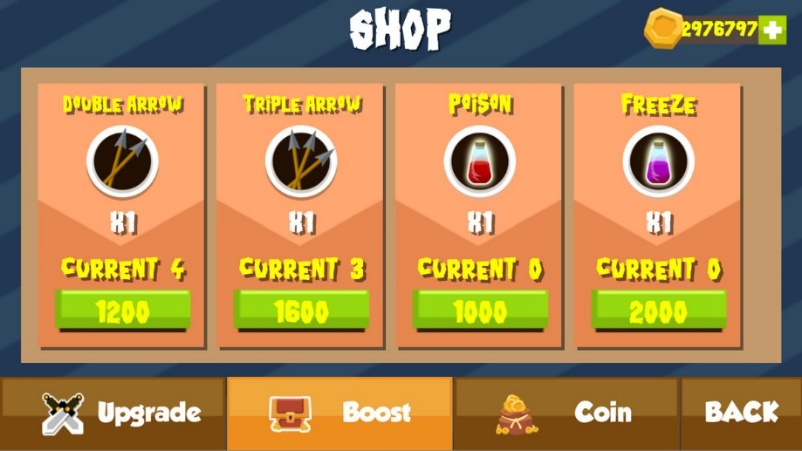 SHOP
2976797
DOUBLE ARROW
X1
CURRENT 4
1200
TRIPLE ARROW
X1
CURRENT 3
1600
POISON
X1
CURRENT 0
1000
FREEZE
X1
CURRENT 0
2000
Upgrade
Boost
Coin
BACK